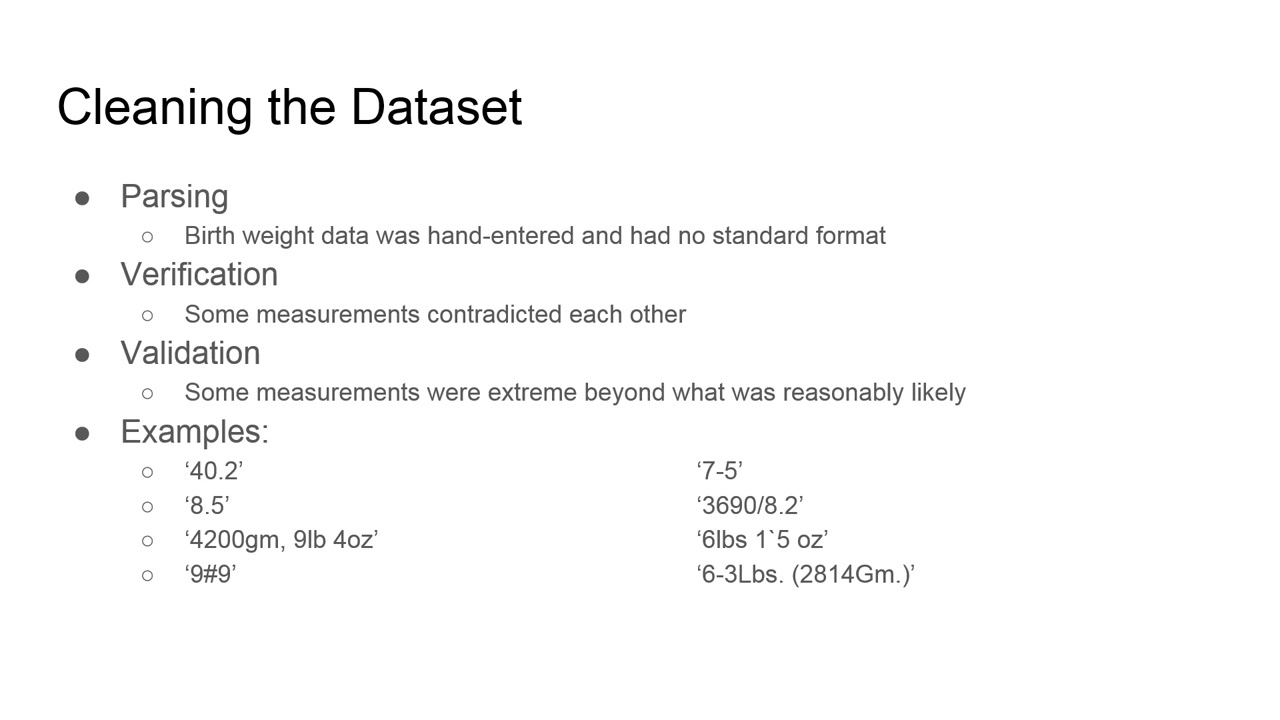 Cleaning the Dataset
● Parsing
○ Birth weight data was hand-entered and had no standard format
● Verification
○ Some measurements contradicted each other
● Validation
○ Some measurements were extreme beyond what was reasonably likely
● Examples:
○ ‘40.2’ ‘7-5’
○ ‘8.5’ ‘3690/8.2’
○ ‘4200gm, 9lb 4oz’ ‘6lbs 1`5 oz’
○ ‘9#9’ ‘6-3Lbs. (2814Gm.)’